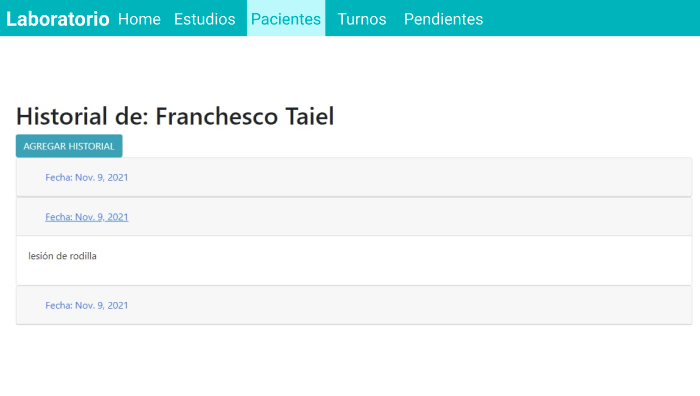 Laboratorio Home Estudios Pacientes Turnos Pendientes
Historial de: Franchesco Taiel
AGREGAR HISTORIAL
Fecha: Nov. 9, 2021
Fecha: Nov. 9, 2021
lesión de rodilla
Fecha: Nov. 9, 2021